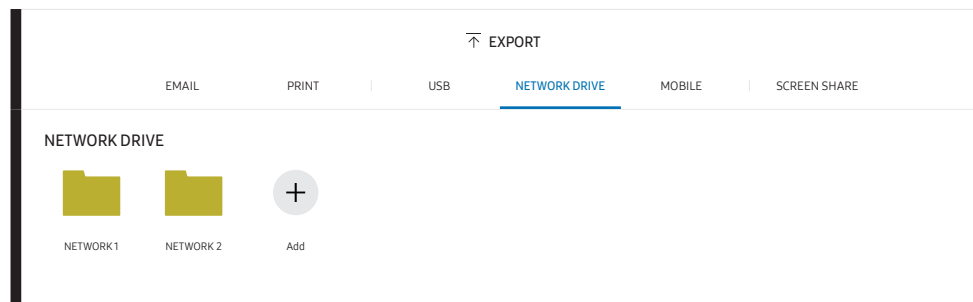 EXPORT
EMAIL PRINT USB NETWORK DRIVE MOBILE SCREEN SHARE
NETWORK DRIVE
NETWORK 1 NETWORK 2 Add